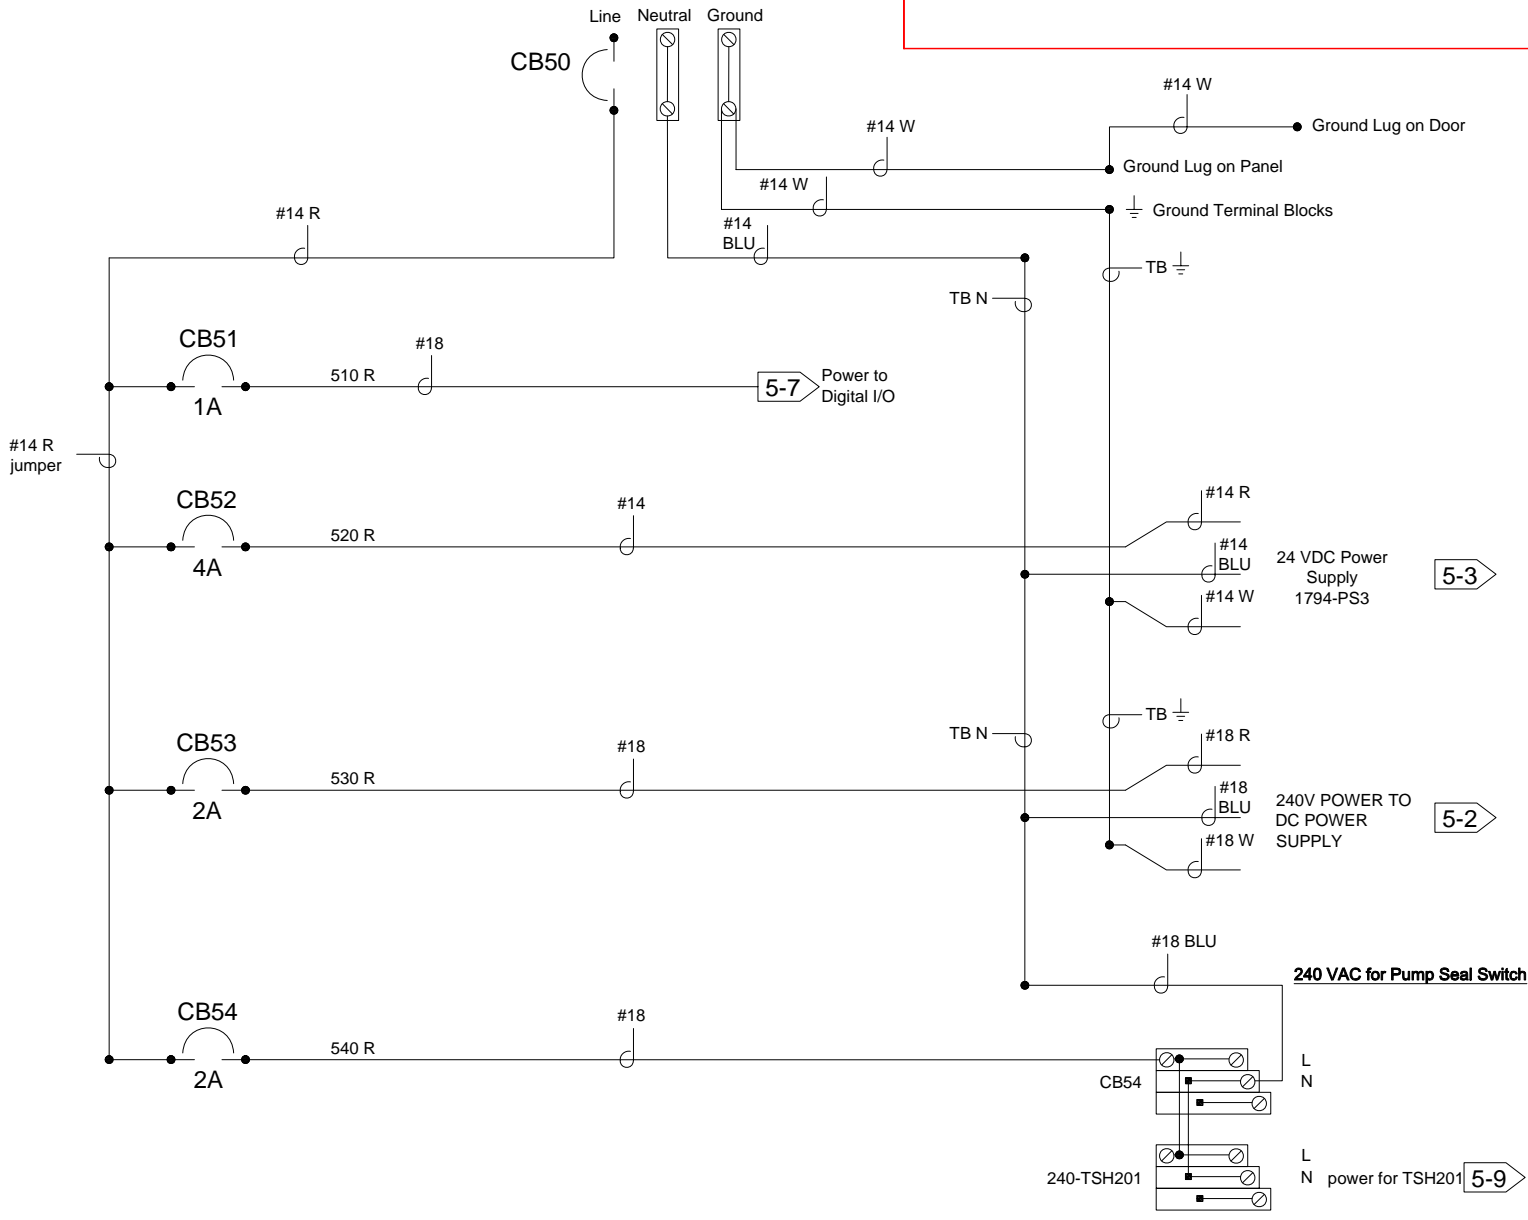 Line Neutral Ground
CB50
#14 W
Ground Lug on Door
#14 W
Ground Lug on Panel
#14 W
Ground Terminal Blocks
#14 R
#14
BLU
TB
TB N
CB51
#18
510 R
1A
5-7
Power to
Digital I/O
#14 R
jumper
CB52
#14
520 R
4A
#14 R
#14
BLU
#14 W
24 VDC Power
Supply
1794-PS3
5-3
TB
TB N
CB53
#18
530 R
2A
#18 R
#18
BLU
#18 W
240V POWER TO
DC POWER
SUPPLY
5-2
#18 BLU
240 VAC for Pump Seal Switch
CB54
#18
540 R
2A
CB54
L
N
240-TSH201
L
N power for TSH201 5-9